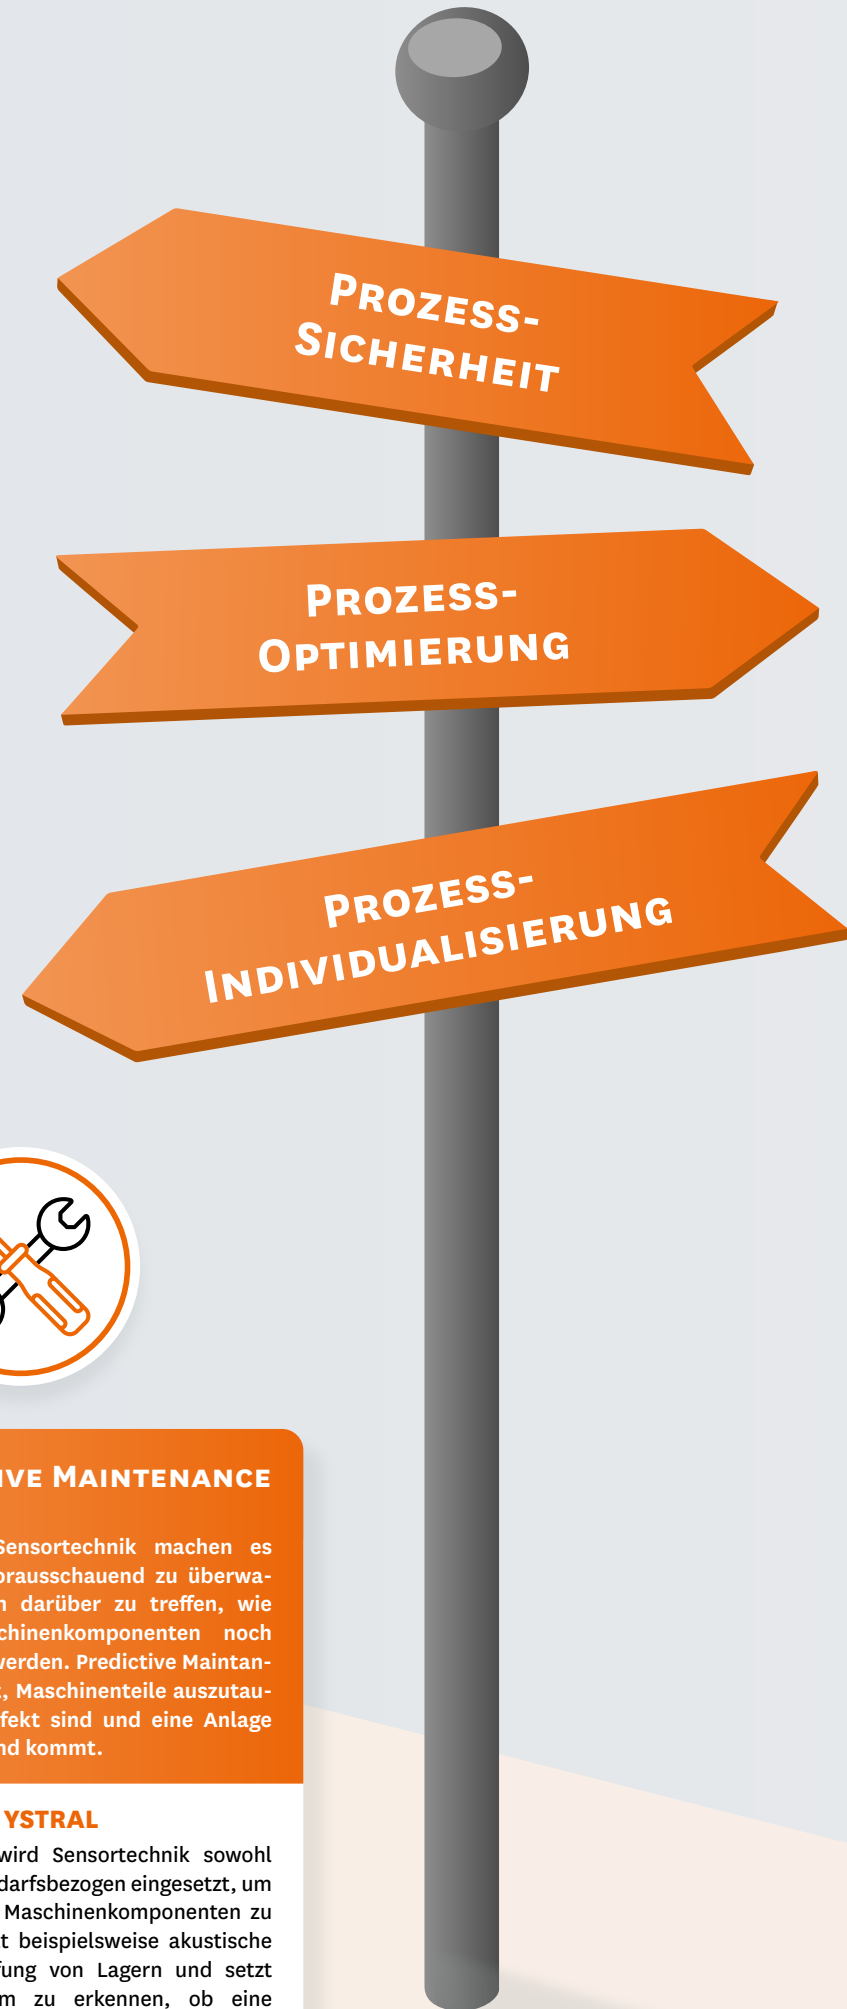 PROZESS-
SICHERHEIT
PROZESS-
OPTIMIERUNG
PROZESS-
INDIVIDUALISIERUNG
IVE MAINTENANCE
Sensortechnik machen es
orausschauend zu überwa-
n darüber zu treffen, wie
chinenkomponenten noch
werden. Predictive Maintan-
, Maschinenteile auszutau-
fekt sind und eine Anlage
nd kommt.
YSTRAL
wird Sensortechnik sowohl
darfsbezogen eingesetzt, um
Maschinenkomponenten zu
t beispielsweise akustische
fung von Lagern und setzt
m zu erkennen, ob eine